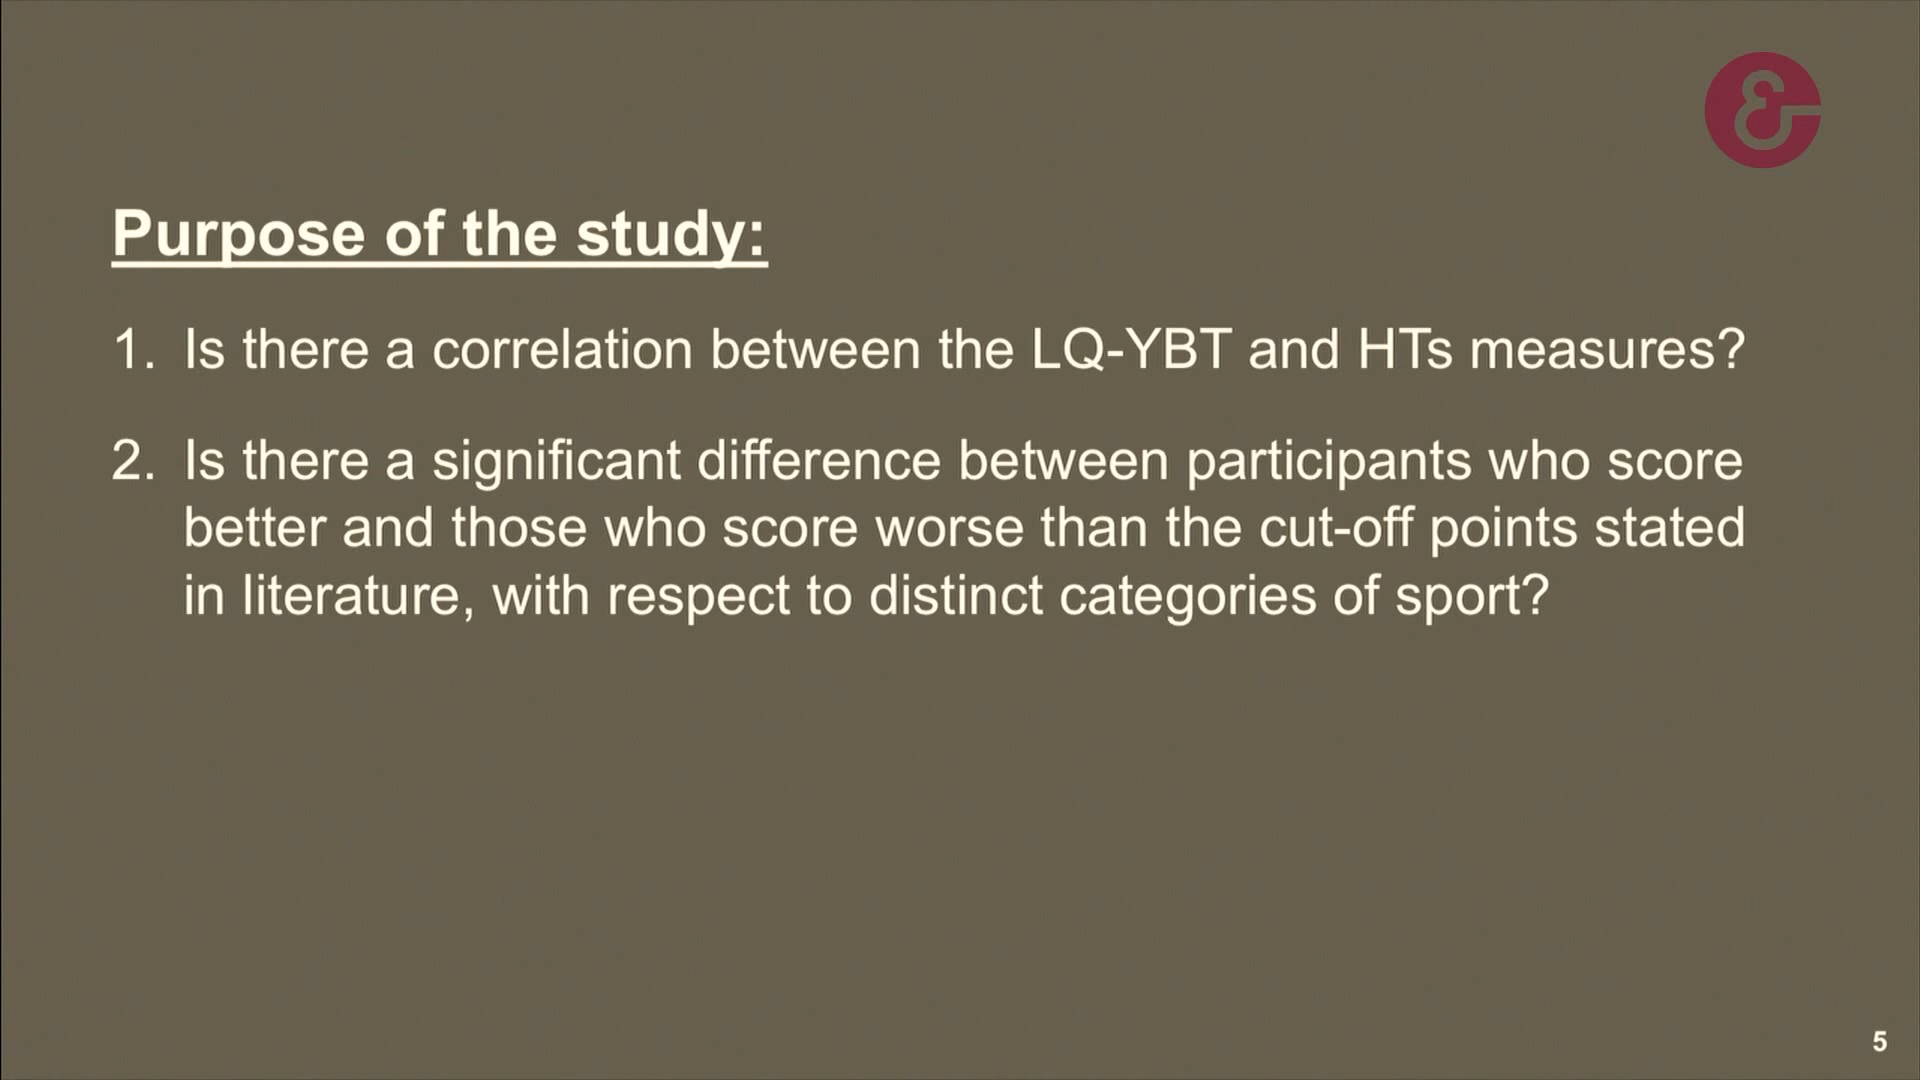 &
Purpose of the study:
1. Is there a correlation between the LQ-YBT and HTs measures?
2. Is there a significant difference between participants who score
better and those who score worse than the cut-off points stated
in literature, with respect to distinct categories of sport?
5